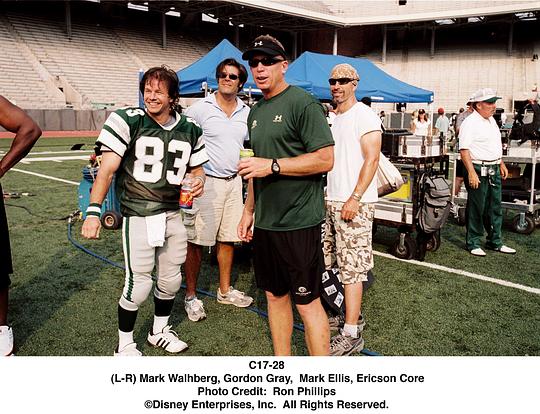 83
C17-28
(L-R) Mark Walhberg, Gordon Gray, Mark Ellis, Ericson Core
Photo Credit: Ron Phillips
©Disney Enterprises, Inc. All Rights Reserved.